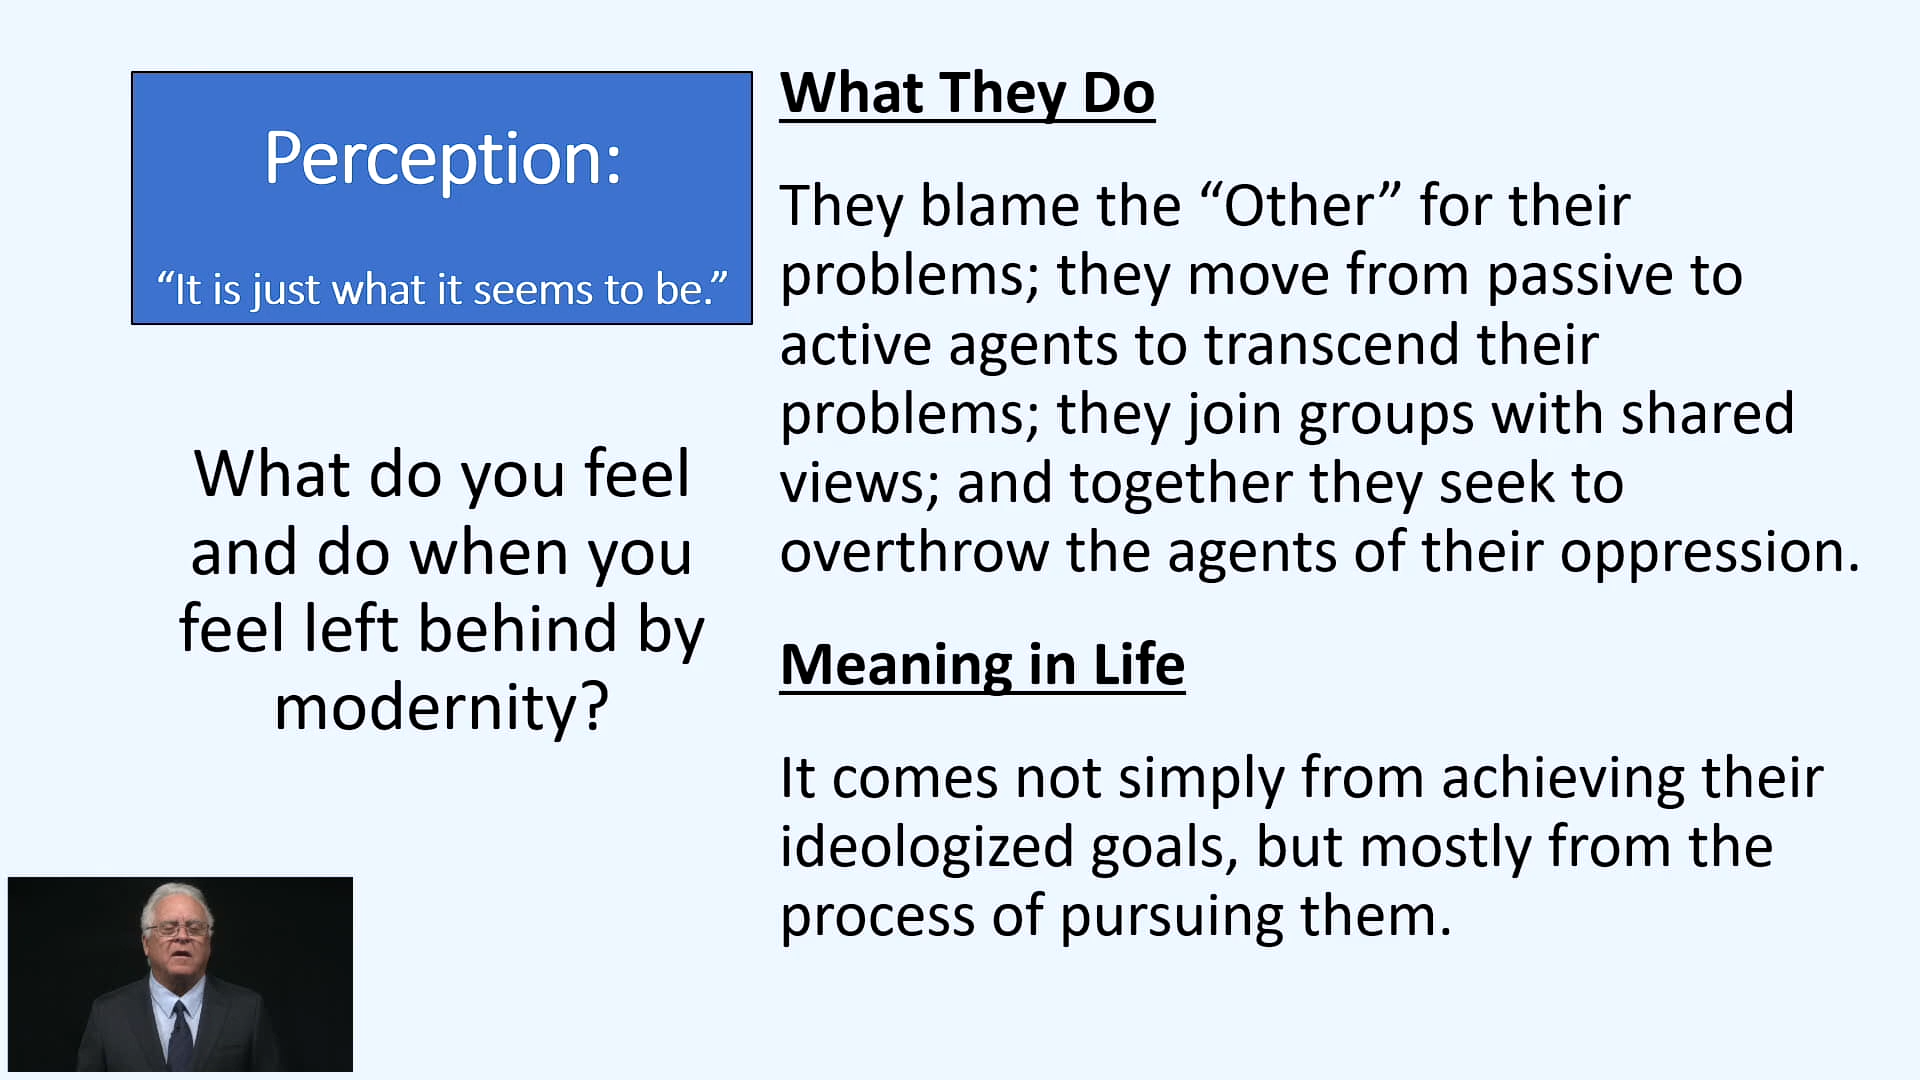 Perception:
“It is just what it seems to be.”
What do you feel
and do when you
feel left behind by
modernity?
What They Do
They blame the “Other” for their
problems; they move from passive to
active agents to transcend their
problems; they join groups with shared
views; and together they seek to
overthrow the agents of their oppression.
Meaning in Life
It comes not simply from achieving their
ideologized goals, but mostly from the
process of pursuing them.